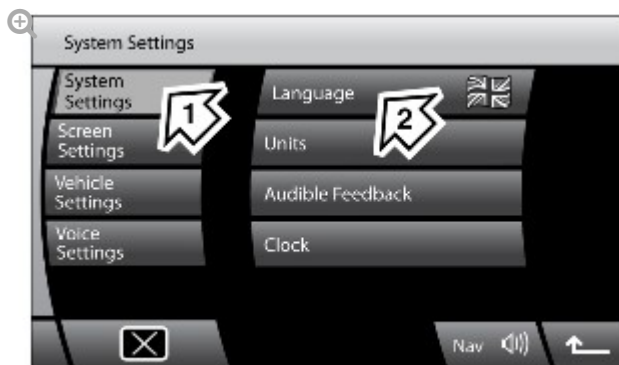 System Settings
System
Settings
1
Language
2
Screen
Settings
Units
Vehicle
Settings
Audible Feedback
Voice
Settings
Clock
Nav